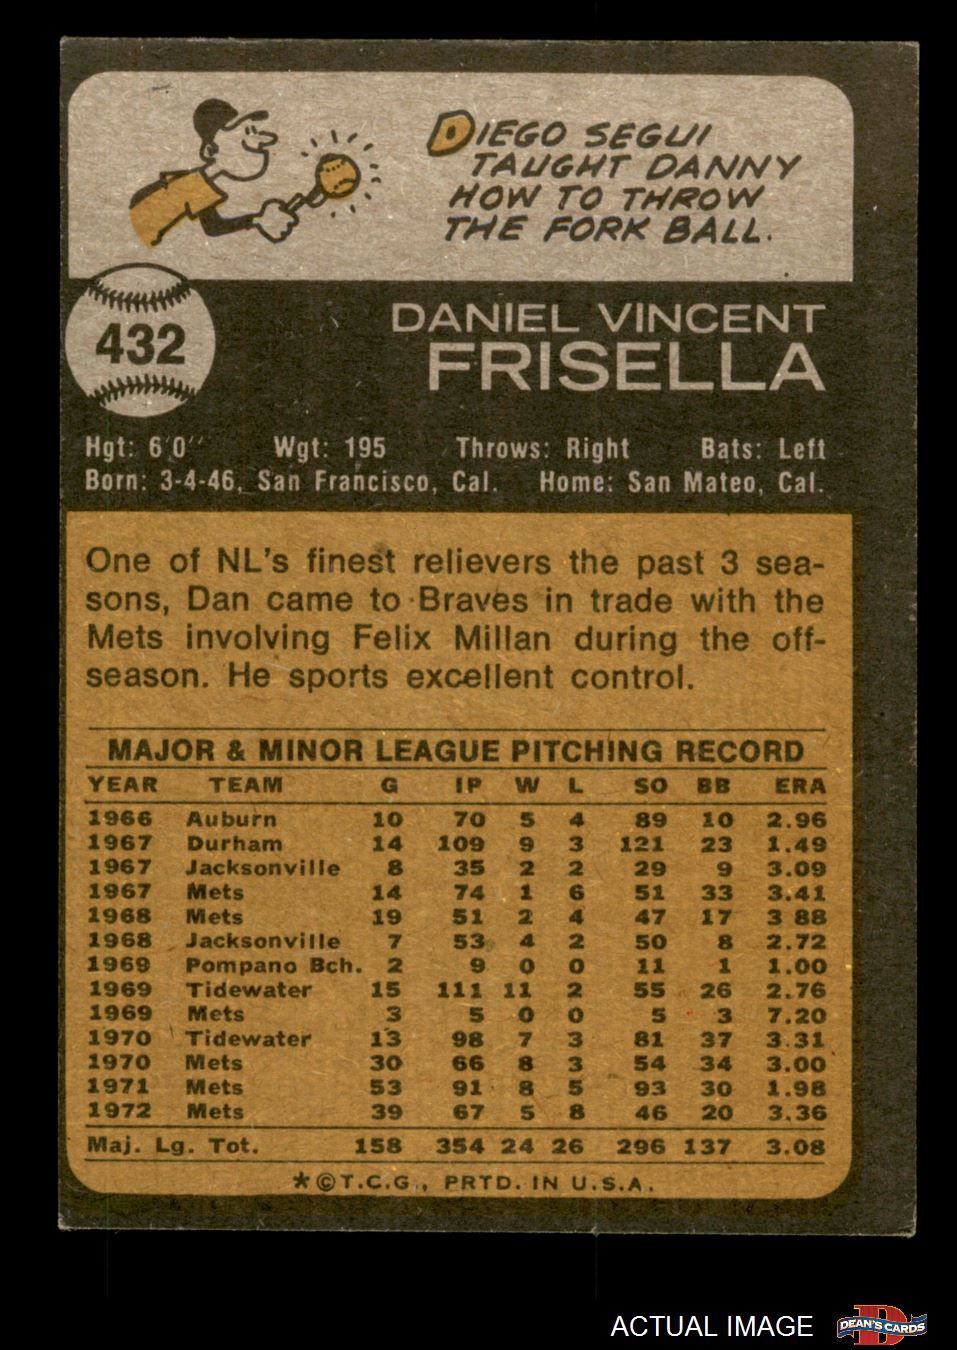 DIEGO SEGUI
TAUGHT DANNY
HOW TO THROW
THE FORK BALL.
432
DANIEL VINCENT
FRISELLA
Hgt: 6'0" Wgt: 195 Throws: Right Bats: Left
Born: 3-4-46, San Francisco, Cal. Home: San Mateo, Cal.
One of NL's finest relievers the past 3 sea-
sons, Dan came to Braves in trade with the
Mets involving Felix Millan during the off-
season. He sports excellent control.
MAJOR & MINOR LEAGUE PITCHING RECORD
YEAR TEAM G IP W L SO BB ERA
1966 Auburn 10 70 5 4 89 10 2.96
1967 Durham 14 109 9 3 121 23 1.49
1967 Jacksonville 8 35 2 2 29 9 3.09
1967 Mets 14 74 1 6 51 33 3.41
1968 Mets 19 51 2 4 47 17 3 88
1968 Jacksonville 7 53 4 2 50 8 2.72
1969 Pompano Bch. 2 9 0 0 11 1 1.00
1969 Tidewater 15 111 11 2 55 26 2.76
1969 Mets 3 5 0 0 5 3 7.20
1970 Tidewater 13 98 7 3 81 37 3.31
1970 Mets 30 66 8 3 54 34 3.00
1971 Mets 53 91 8 5 93 30 1.98
1972 Mets 39 67 5 8 46 20 3.36
Maj. Lg. Tot. 158 354 24 26 296 137 3.08
*©T.C.G., PRTD. IN U.S.A.
ACTUAL IMAGE
D
DEAN'S CARDS